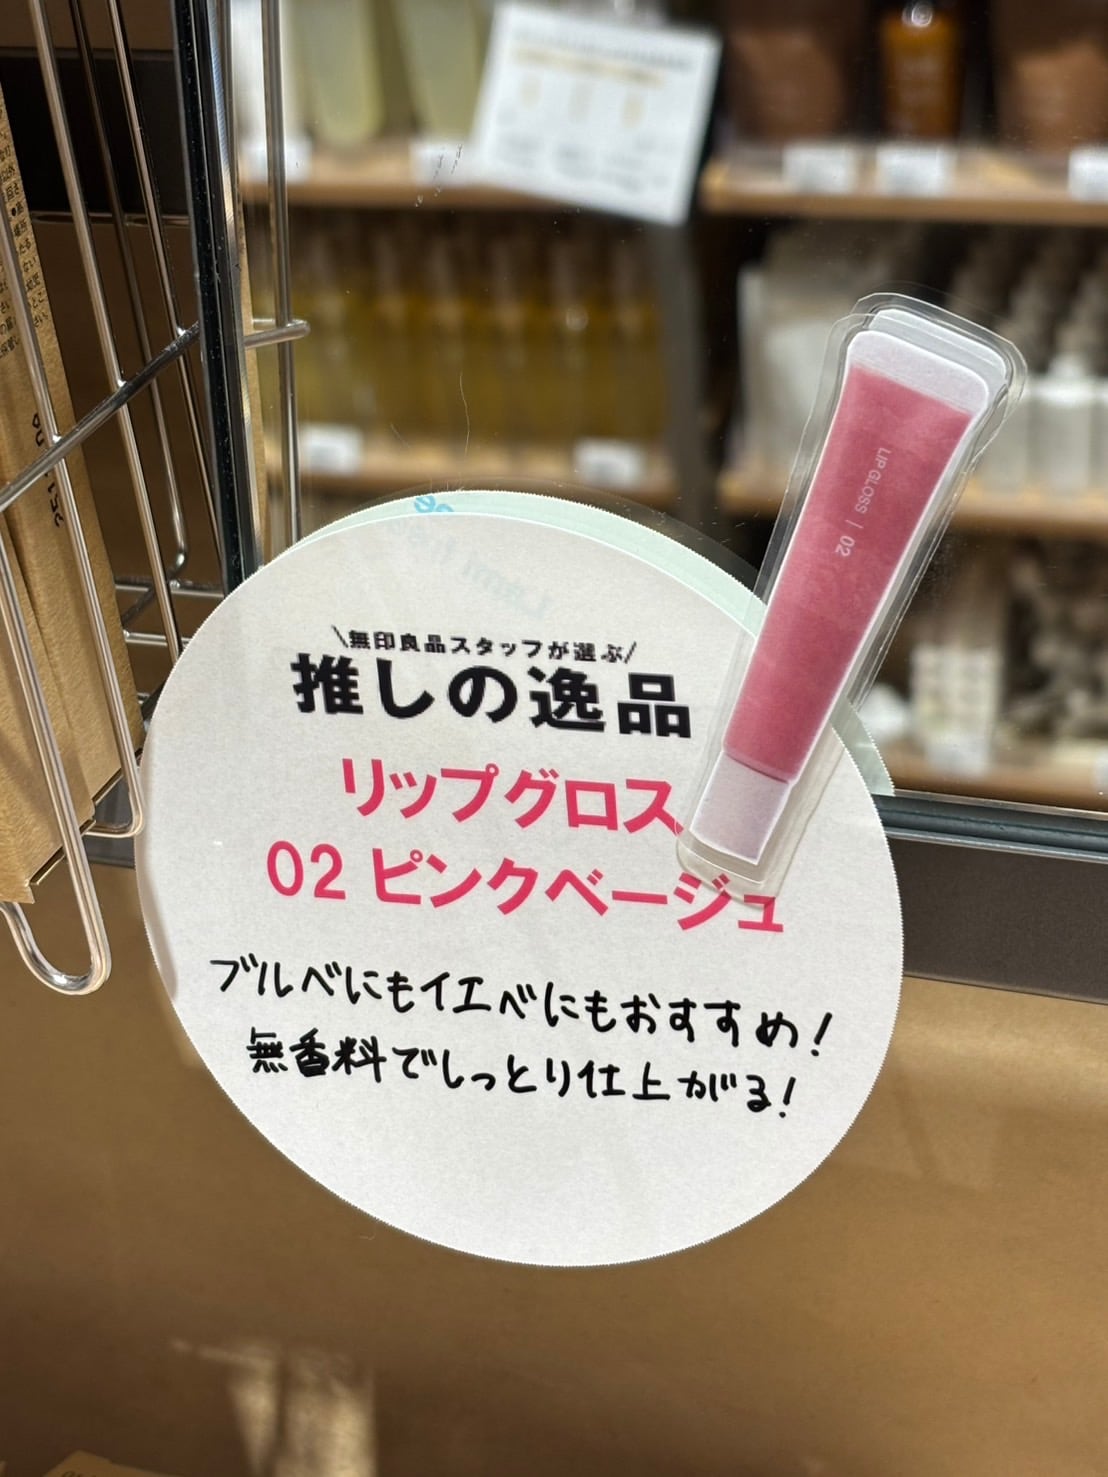 \無印良品スタッフが選ぶ/
推しの逸品
リップグロス
02 ピンクベージュ
ブルベにもイエベにもおすすめ!
無香料でしっとり仕上がる!
LIP GLOSS | 02